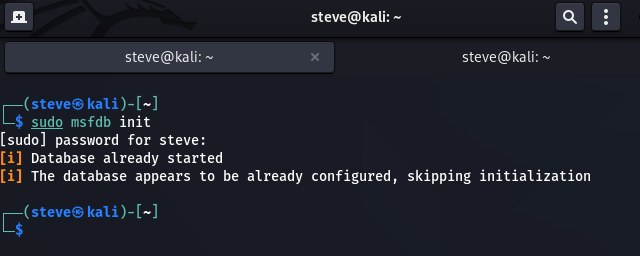 steve@kali: ~
steve@kali: ~ ×
steve@kali: ~
┌──(steve㉿kali)-[~]
└─$ sudo msfdb init
[sudo] password for steve:
[i] Database already started
[i] The database appears to be already configured, skipping initialization
┌──(steve㉿kali)-[~]
└─$